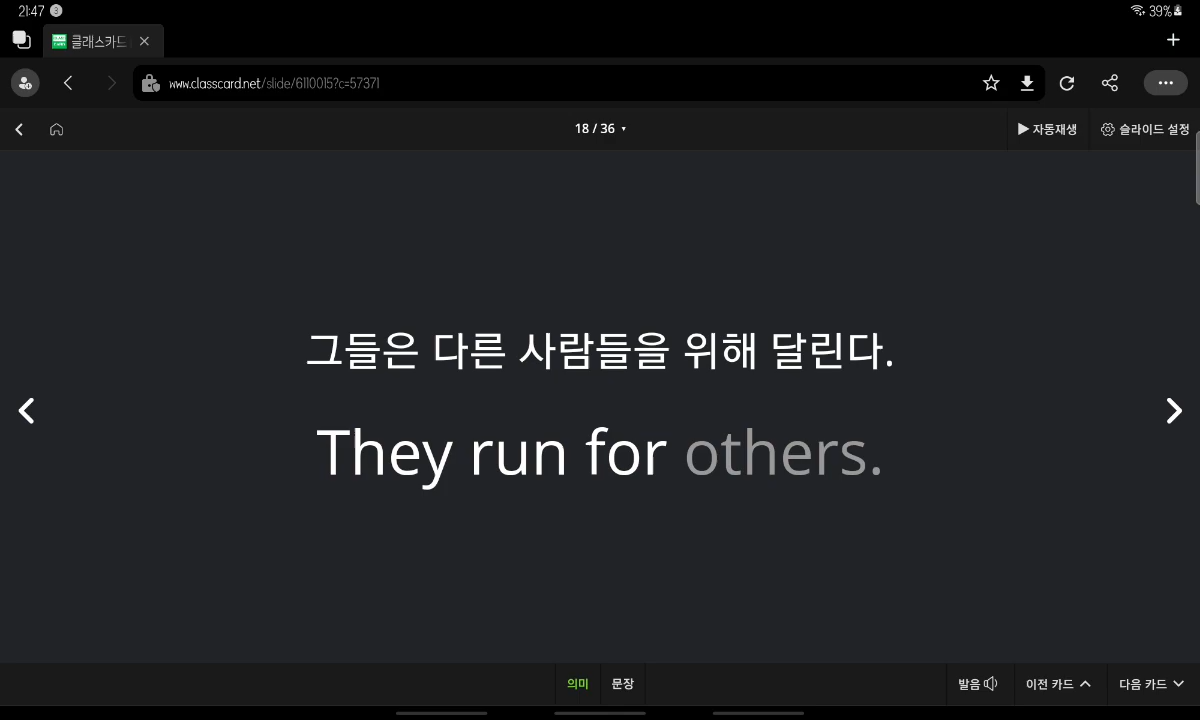 21:47
39%
클래스카드
www.classcard.net/slide/6110015?c=57371
18 / 36
자동재생
슬라이드 설정
그들은 다른 사람들을 위해 달린다.
They run for others.
의미
문장
발음
이전 카드
다음 카드